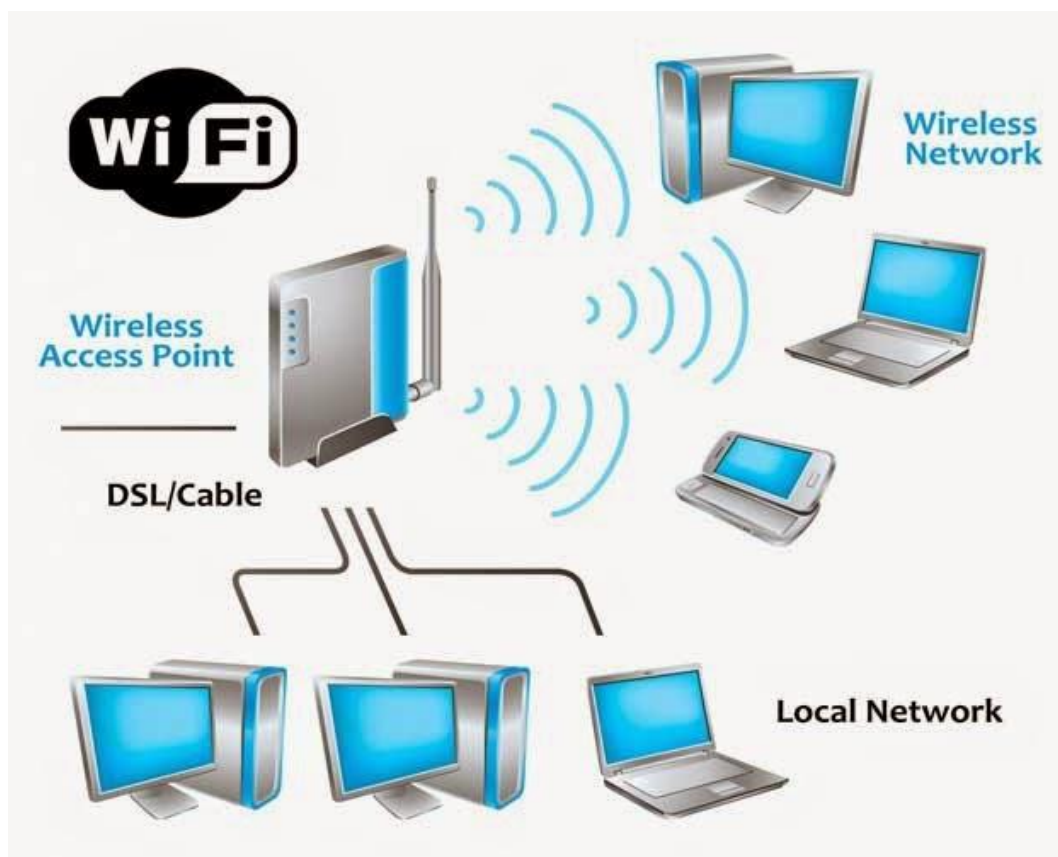 Wi Fi
Wireless
Network
Wireless
Access Point
DSL/Cable
Local Network